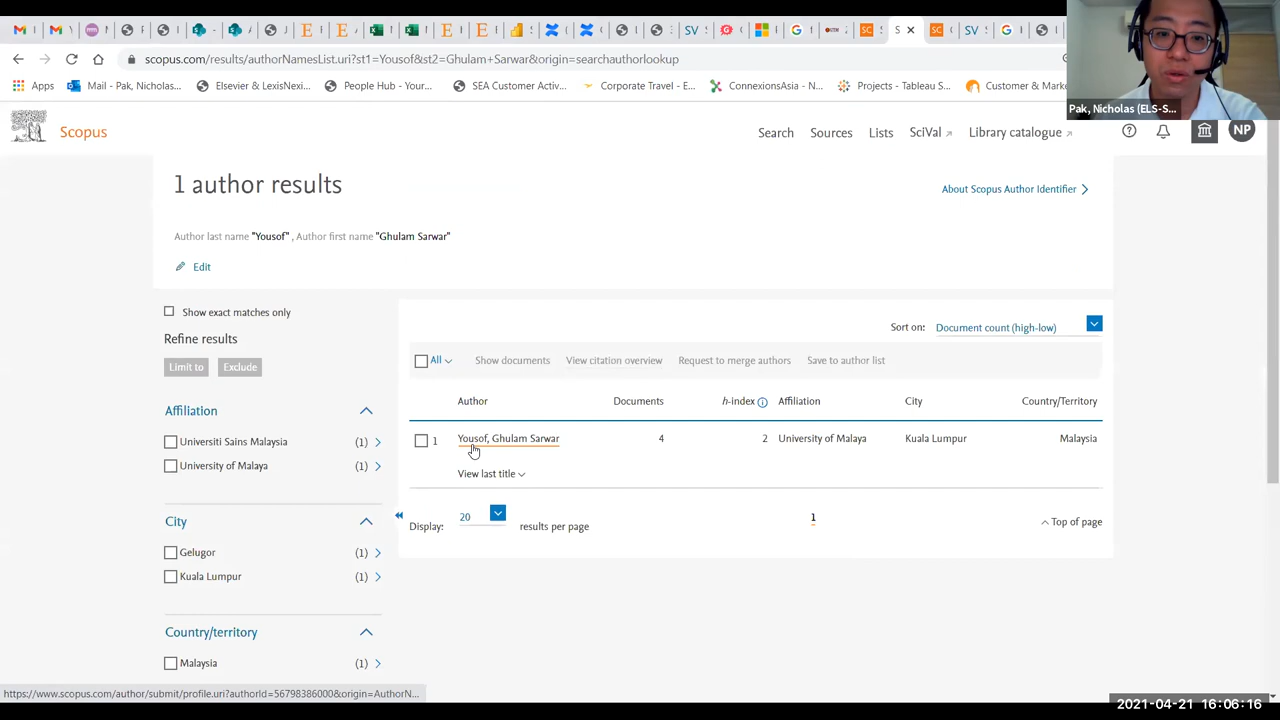 M
M
SV
SC
S
SC
SV
scopus.com/results/authorNamesList.uri?st1=Yousof&st2=Ghulam+Sarwar&origin=searchauthorlookup
Apps
Mail - Pak, Nicholas...
Elsevier & LexisNexi...
People Hub - Your...
SEA Customer Activ...
Corporate Travel - E...
ConnexionsAsia - N...
Projects - Tableau S...
Customer & Mark
Pak, Nicholas (ELS-S...
Scopus
Search
Sources
Lists
SciVal
Library catalogue
NP
1 author results
About Scopus Author Identifier
Author last name "Yousof" , Author first name "Ghulam Sarwar"
Edit
Show exact matches only
Refine results
Limit to
Exclude
Affiliation
Universiti Sains Malaysia (1)
University of Malaya (1)
City
Gelugor (1)
Kuala Lumpur (1)
Country/territory
Malaysia (1)
Sort on: Document count (high-low)
All
Show documents
View citation overview
Request to merge authors
Save to author list
Author
Documents
h-index
Affiliation
City
Country/Territory
1
Yousof, Ghulam Sarwar
4
2
University of Malaya
Kuala Lumpur
Malaysia
View last title
Display: 20 results per page
1
Top of page
https://www.scopus.com/author/submit/profile.uri?authorId=56798386000&origin=AuthorN...
2021-04-21 16:06:16